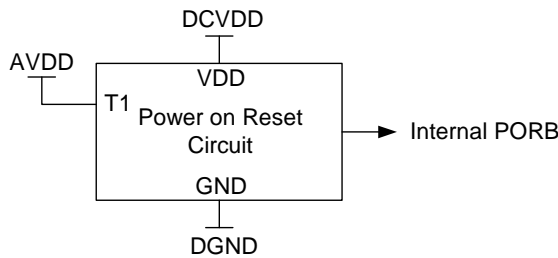 DCVDD
AVDD
VDD
T1
Power on Reset
Circuit
Internal PORB
GND
DGND